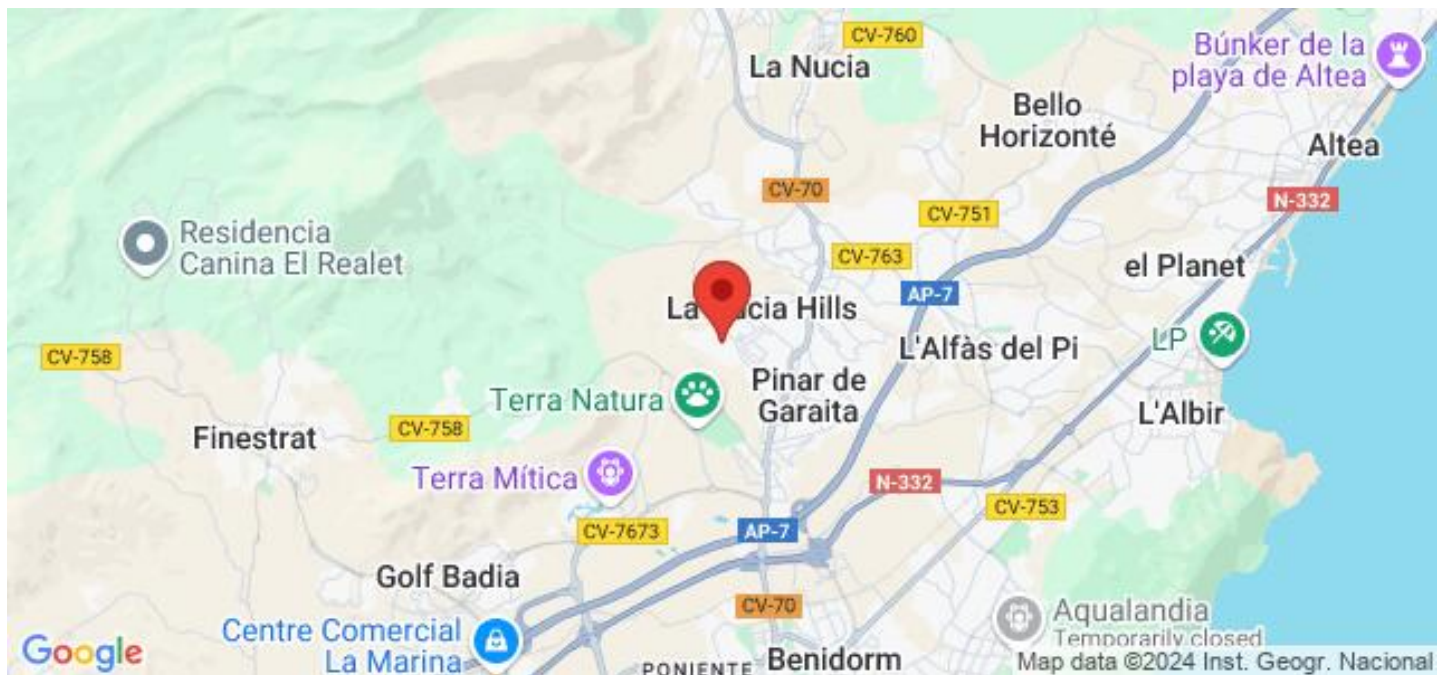 CV-760
La Nucia
Búnker de la
playa de Altea
Bello
Horizonté
Altea
CV-70
CV-751
N-332
Residencia
Canina El Realet
CV-763
el Planet
AP-7
La Nucia Hills
LP
CV-758
L'Alfàs del Pi
Pinar de
Garaita
Terra Natura
L'Albir
CV-758
Finestrat
Terra Mítica
N-332
CV-753
CV-7673
AP-7
Golf Badia
CV-70
Aqualandia
Temporarily closed
Centre Comercial
La Marina
Google
PONIENTE
Benidorm
Map data ©2024 Inst. Geogr. Nacional